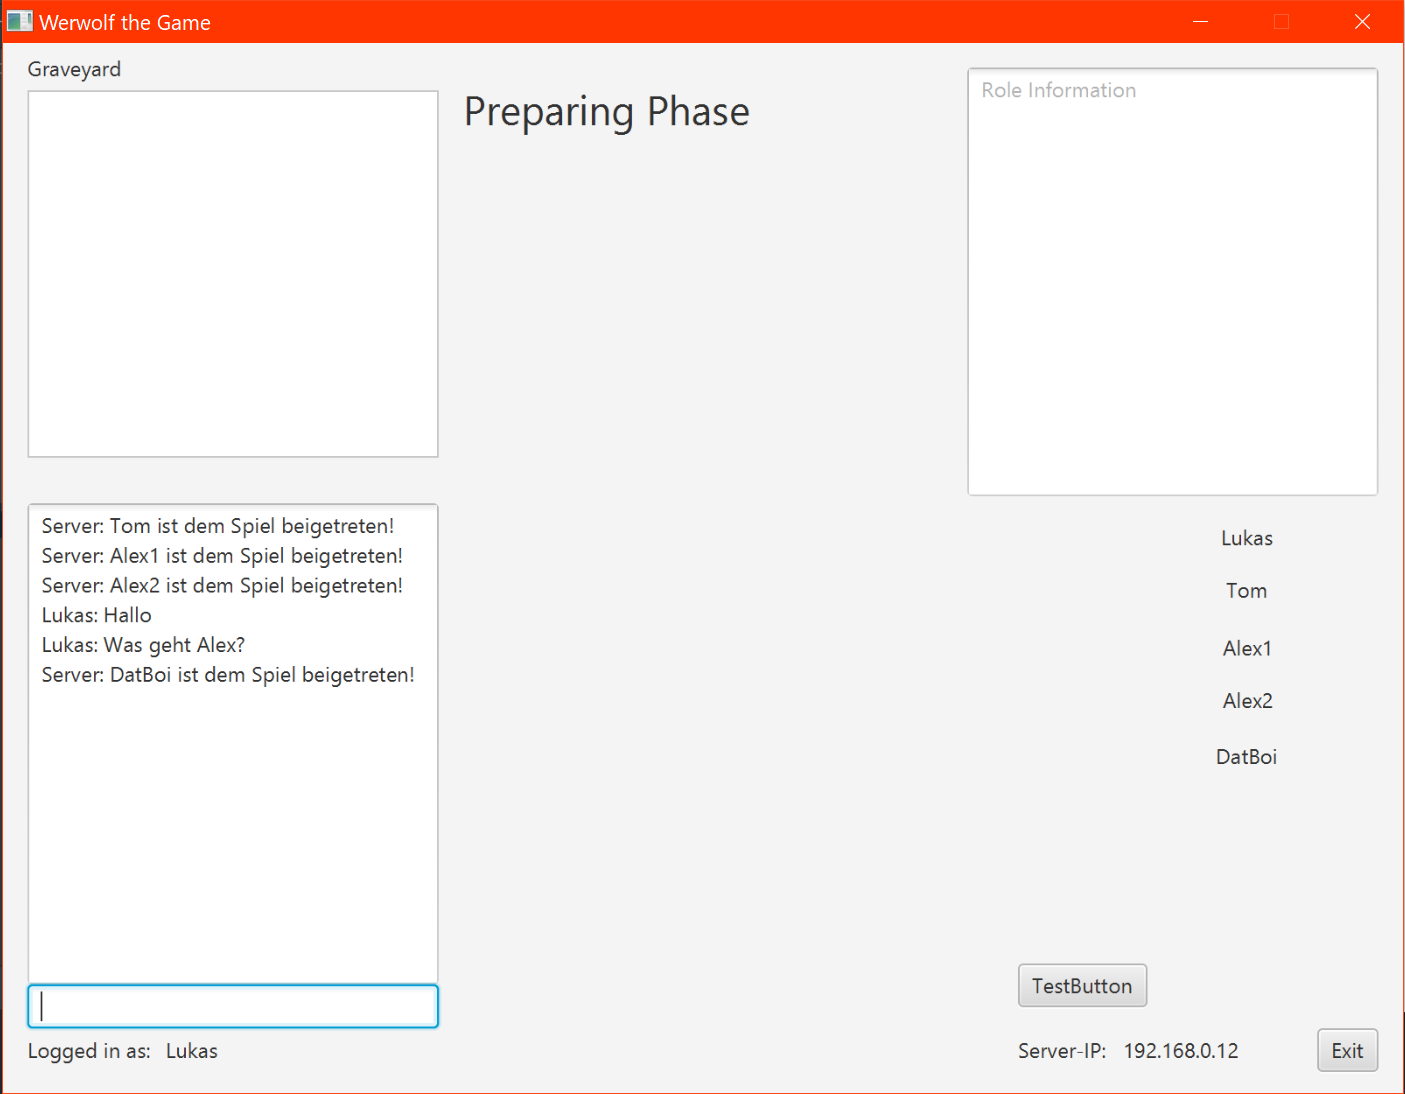 Werwolf the Game
Graveyard
Preparing Phase
Role Information
Server: Tom ist dem Spiel beigetreten!
Server: Alex1 ist dem Spiel beigetreten!
Server: Alex2 ist dem Spiel beigetreten!
Lukas: Hallo
Lukas: Was geht Alex?
Server: DatBoi ist dem Spiel beigetreten!
Lukas
Tom
Alex1
Alex2
DatBoi
TestButton
Logged in as: Lukas
Server-IP: 192.168.0.12
Exit